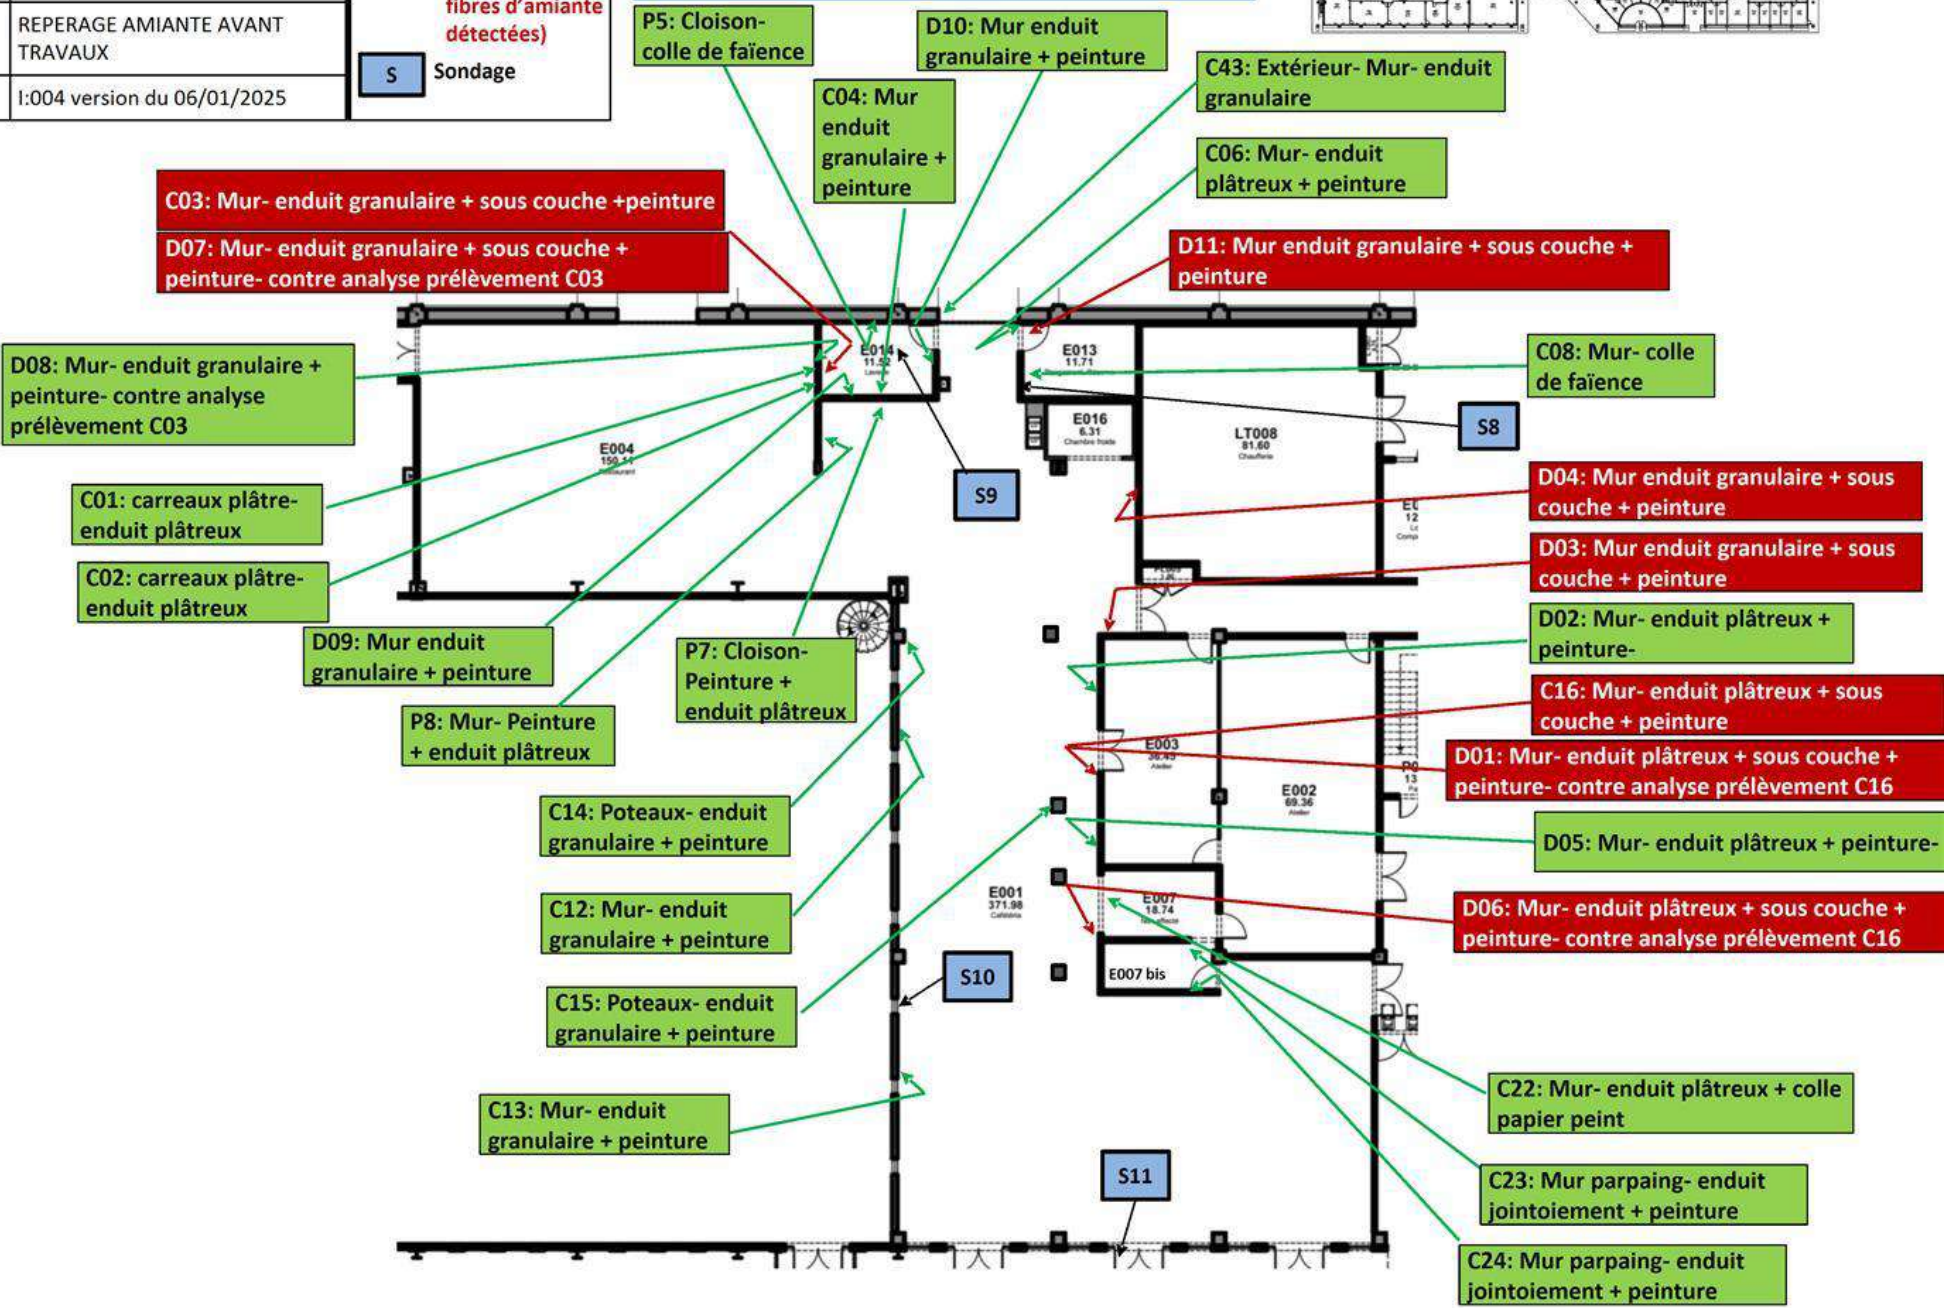 REPERAGE AMIANTE AVANT
TRAVAUX
I:004 version du 06/01/2025
fibres d'amiante
détectées)
S
Sondage
P5: Cloison-
colle de faïence
D10: Mur enduit
granulaire + peinture
C43: Extérieur- Mur- enduit
granulaire
C04: Mur
enduit
granulaire +
peinture
C06: Mur- enduit
plâtreux + peinture
C03: Mur- enduit granulaire + sous couche +peinture
D07: Mur- enduit granulaire + sous couche +
peinture- contre analyse prélèvement C03
D11: Mur enduit granulaire + sous couche +
peinture
D08: Mur- enduit granulaire +
peinture- contre analyse
prélèvement C03
E014
Laverie
E013
11.71
C08: Mur- colle
de faïence
E016
6.31
Chambre froide
S8
LT008
81.60
Chaufferie
E004
Restaurant
S9
C01: carreaux plâtre-
enduit plâtreux
D04: Mur enduit granulaire + sous
couche + peinture
12
D03: Mur enduit granulaire + sous
couche + peinture
C02: carreaux plâtre-
enduit plâtreux
D09: Mur enduit
granulaire + peinture
P7: Cloison-
Peinture +
enduit plâtreux
D02: Mur- enduit plâtreux +
peinture-
P8: Mur- Peinture
+ enduit plâtreux
C16: Mur- enduit plâtreux + sous
couche + peinture
E003
36.45
Atelier
D01: Mur- enduit plâtreux + sous couche +
peinture- contre analyse prélèvement C16
13
E002
69.36
Atelier
C14: Poteaux- enduit
granulaire + peinture
D05: Mur- enduit plâtreux + peinture-
C12: Mur- enduit
granulaire + peinture
E001
371.98
Cafétéria
E007
18.74
D06: Mur- enduit plâtreux + sous couche +
peinture- contre analyse prélèvement C16
S10
E007 bis
C15: Poteaux- enduit
granulaire + peinture
C13: Mur- enduit
granulaire + peinture
C22: Mur- enduit plâtreux + colle
papier peint
S11
C23: Mur parpaing- enduit
jointoiement + peinture
C24: Mur parpaing- enduit
jointoiement + peinture